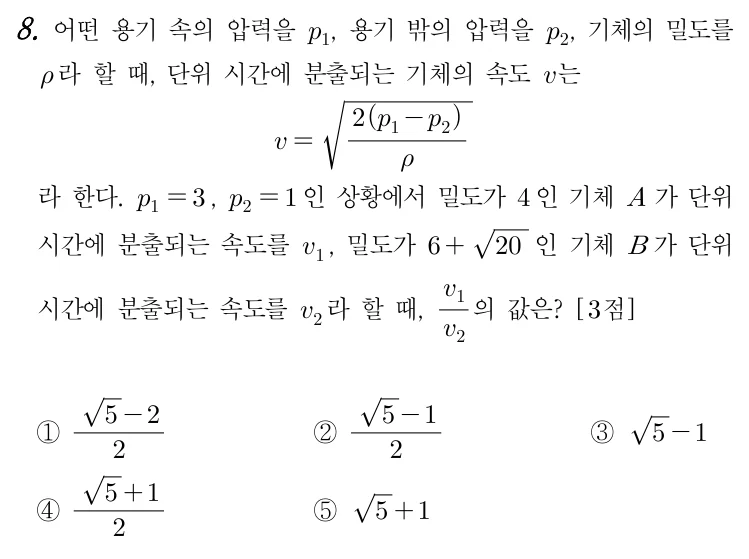 8. 어떤 용기 속의 압력을 p₁, 용기 밖의 압력을 p₂, 기체의 밀도를
ρ라 할 때, 단위 시간에 분출되는 기체의 속도 v는
v = √(2(p₁ − p₂) / ρ)
라 한다. p₁ = 3, p₂ = 1인 상황에서 밀도가 4인 기체 A가 단위
시간에 분출되는 속도를 v₁, 밀도가 6 + √20 인 기체 B가 단위
시간에 분출되는 속도를 v₂라 할 때, v₁/v₂의 값은? [3점]
① (√5 − 2)/2 ② (√5 − 1)/2 ③ √5 − 1
④ (√5 + 1)/2 ⑤ √5 + 1